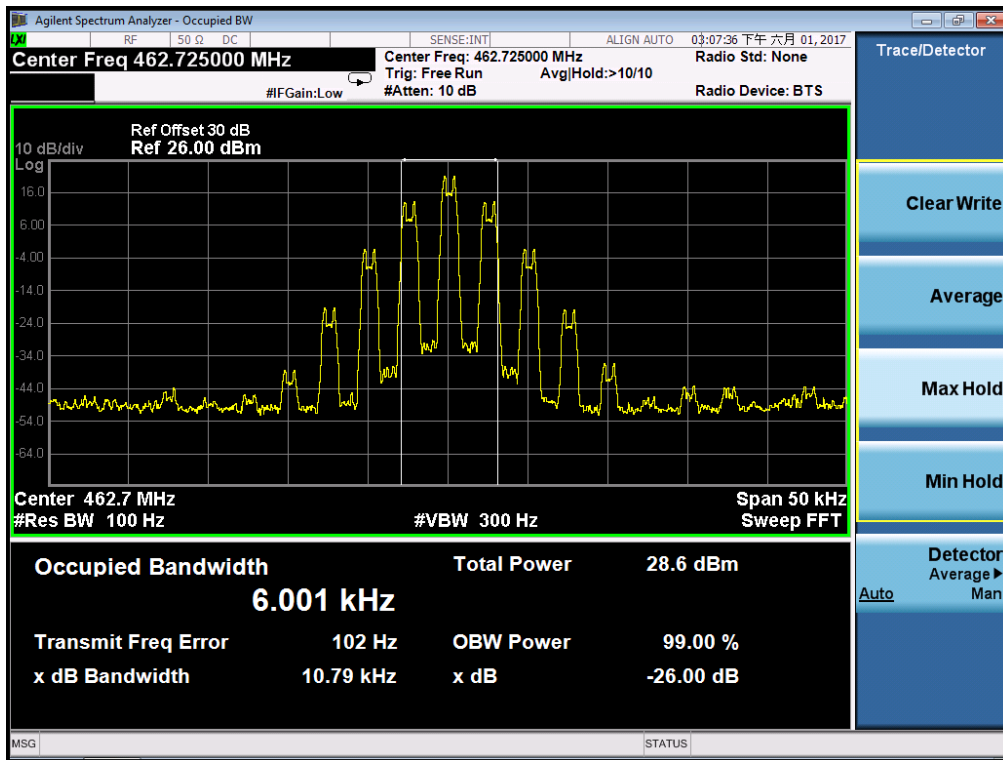 Agilent Spectrum Analyzer - Occupied BW
LXI RF 50 Ω DC SENSE:INT ALIGN AUTO 03:07:36 下午 六月 01, 2017
Center Freq 462.725000 MHz
Center Freq: 462.725000 MHz Radio Std: None
Trig: Free Run Avg|Hold:>10/10
#IFGain:Low #Atten: 10 dB Radio Device: BTS
Trace/Detector
Ref Offset 30 dB
10 dB/div Ref 26.00 dBm
Log
16.0
6.00
-4.00
-14.0
-24.0
-34.0
-44.0
-54.0
-64.0
Center 462.7 MHz Span 50 kHz
#Res BW 100 Hz #VBW 300 Hz Sweep FFT
Clear Write
Average
Max Hold
Min Hold
Detector
Average
Auto Man
Occupied Bandwidth Total Power 28.6 dBm
6.001 kHz
Transmit Freq Error 102 Hz OBW Power 99.00 %
x dB Bandwidth 10.79 kHz x dB -26.00 dB
MSG STATUS